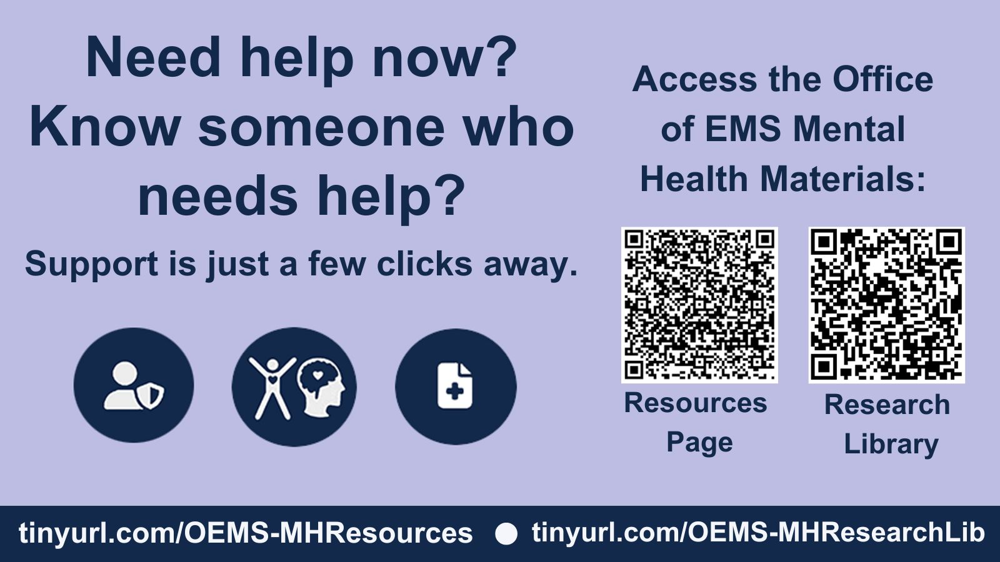 Need help now?
Know someone who
needs help?
Support is just a few clicks away.
Access the Office
of EMS Mental
Health Materials:
Resources
Page
Research
Library
tinyurl.com/OEMS-MHResources
tinyurl.com/OEMS-MHResearchLib